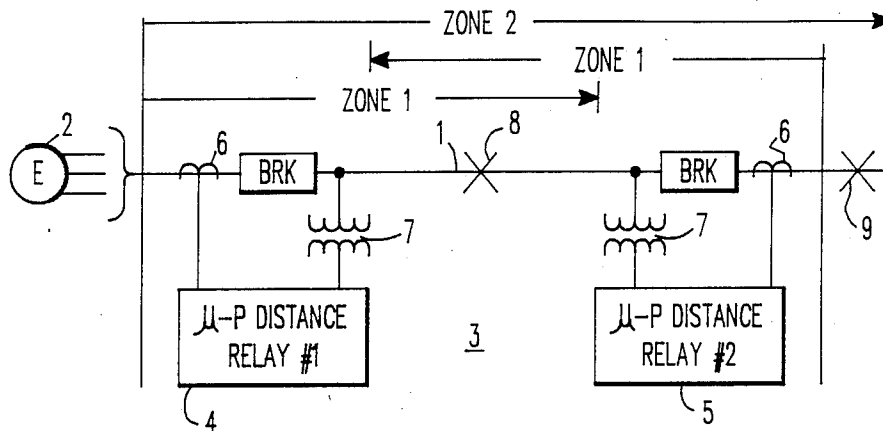 ZONE 2
ZONE 1
ZONE 1
2
6
1
8
6
E
BRK
BRK
7
7
9
μ-P DISTANCE
RELAY #1
3
μ-P DISTANCE
RELAY #2
4
5